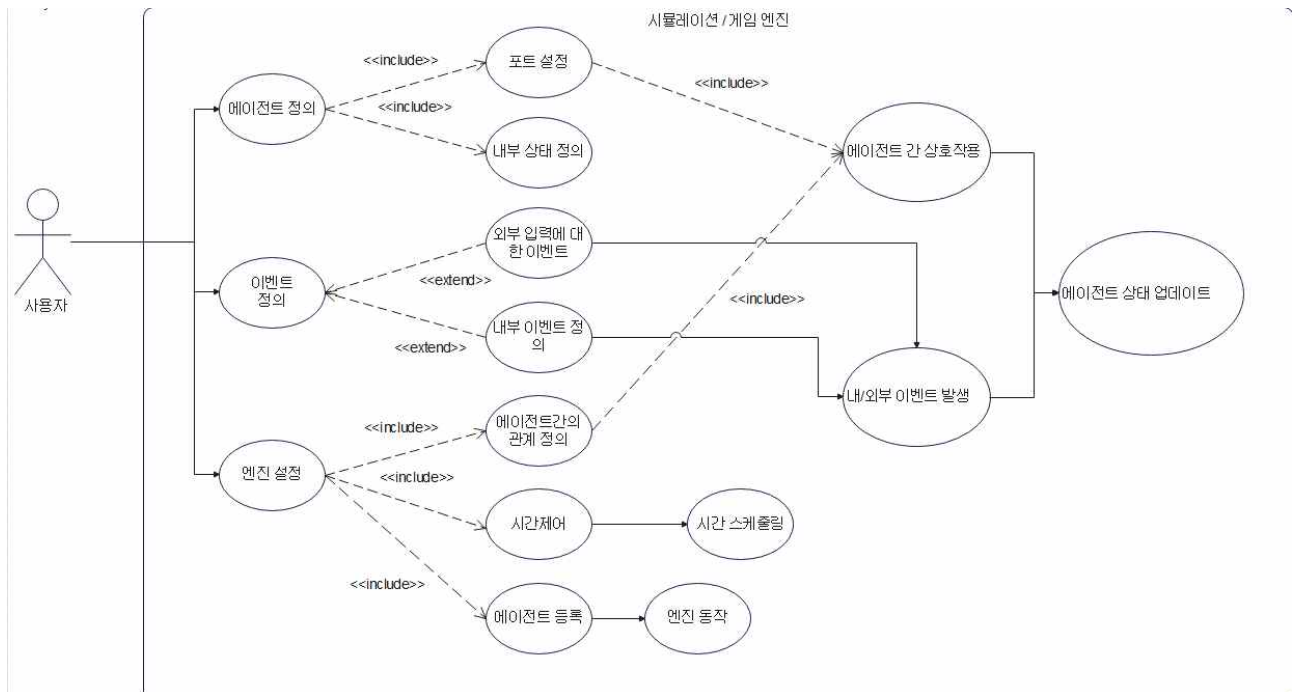 시뮬레이션 / 게임 엔진
<<include>>
포트 설정
<<include>>
에이전트 정의
<<include>>
에이전트 간 상호작용
내부 상태 정의
외부 입력에 대
한 이벤트
<<extend>>
이벤트
정의
에이전트 상태 업데이트
<<include>>
사용자
내부 이벤트 정
의
<<extend>>
내/외부 이벤트 발생
<<include>>
에이전트간의
관계 정의
엔진 설정
<<include>>
시간제어
시간 스케줄링
<<include>>
에이전트 등록
엔진 동작